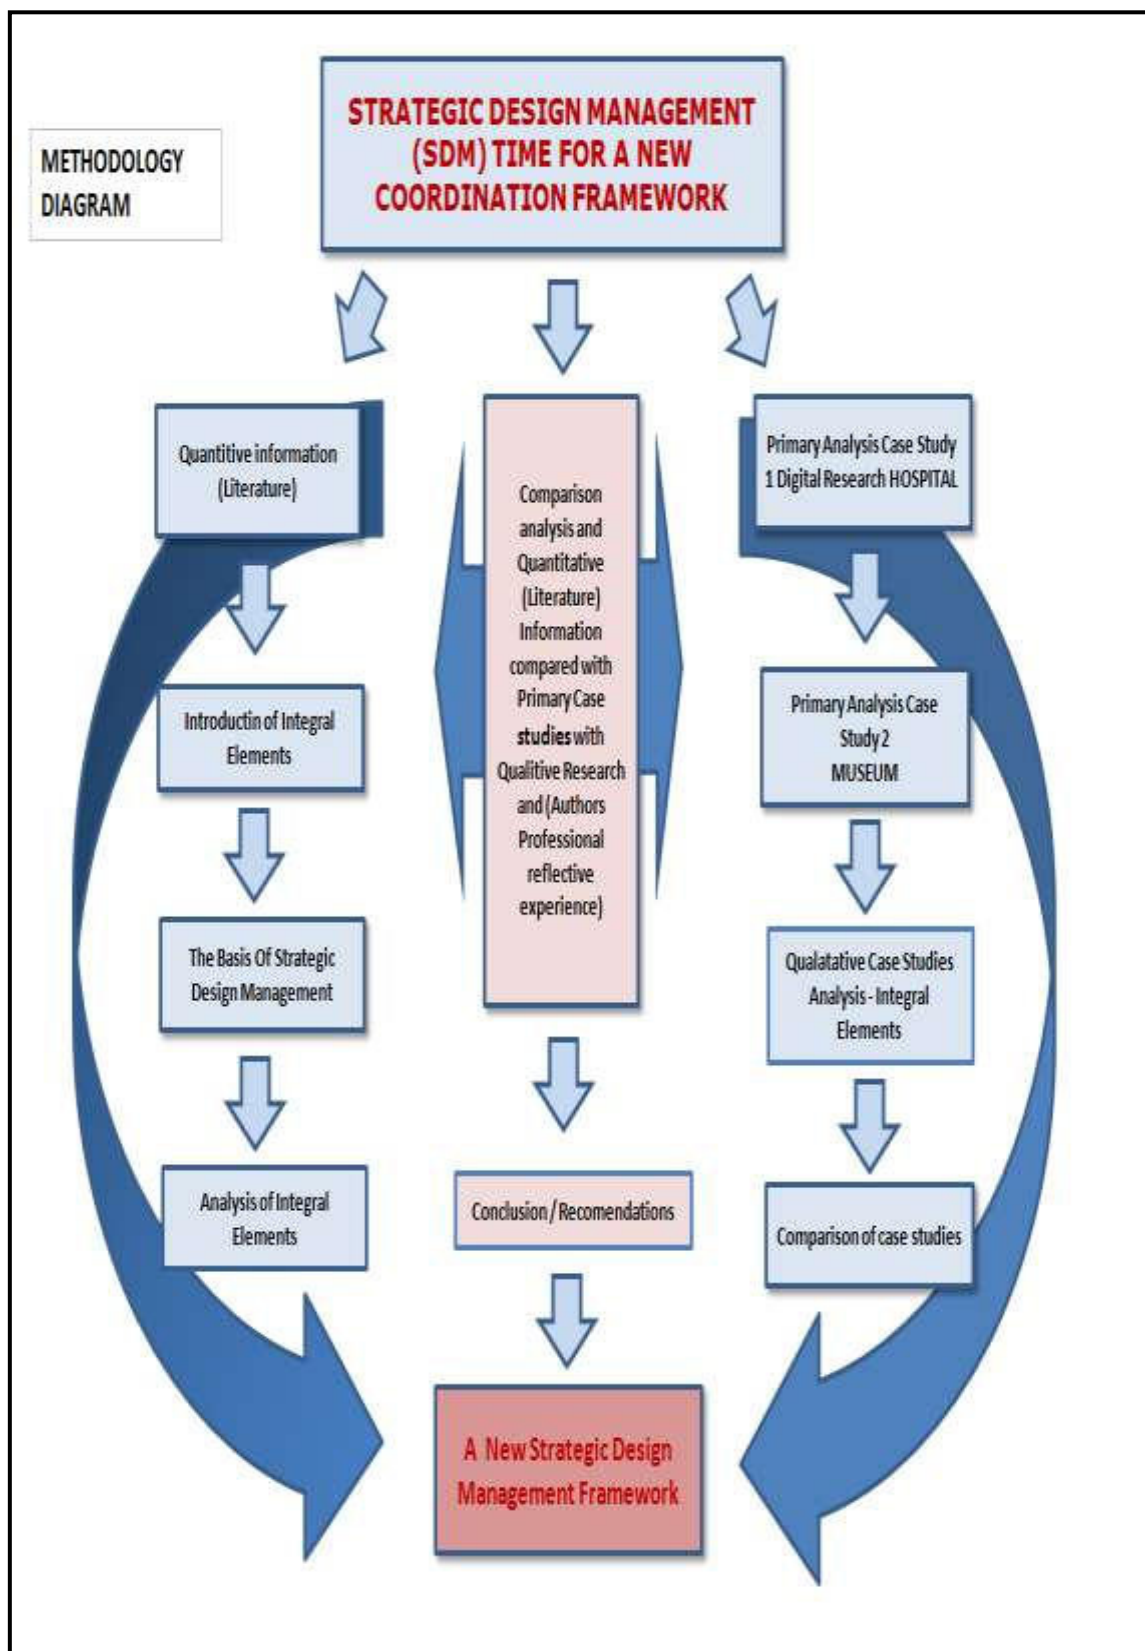 METHODOLOGY
DIAGRAM
STRATEGIC DESIGN MANAGEMENT
(SDM) TIME FOR A NEW
COORDINATION FRAMEWORK
Quantitive information
(Literature)
Introductin of Integral
Elements
The Basis Of Strategic
Design Management
Analysis of Integral
Elements
Comparison
analysis and
Quantitative
(Literature)
Information
compared with
Primary Case
studies with
Qualitive Research
and (Authors
Professional
reflective
experience)
Conclusion / Recomendations
Primary Analysis Case Study
1 Digital Research HOSPITAL
Primary Analysis Case
Study 2
MUSEUM
Qualatative Case Studies
Analysis - Integral
Elements
Comparison of case studies
A New Strategic Design
Management Framework